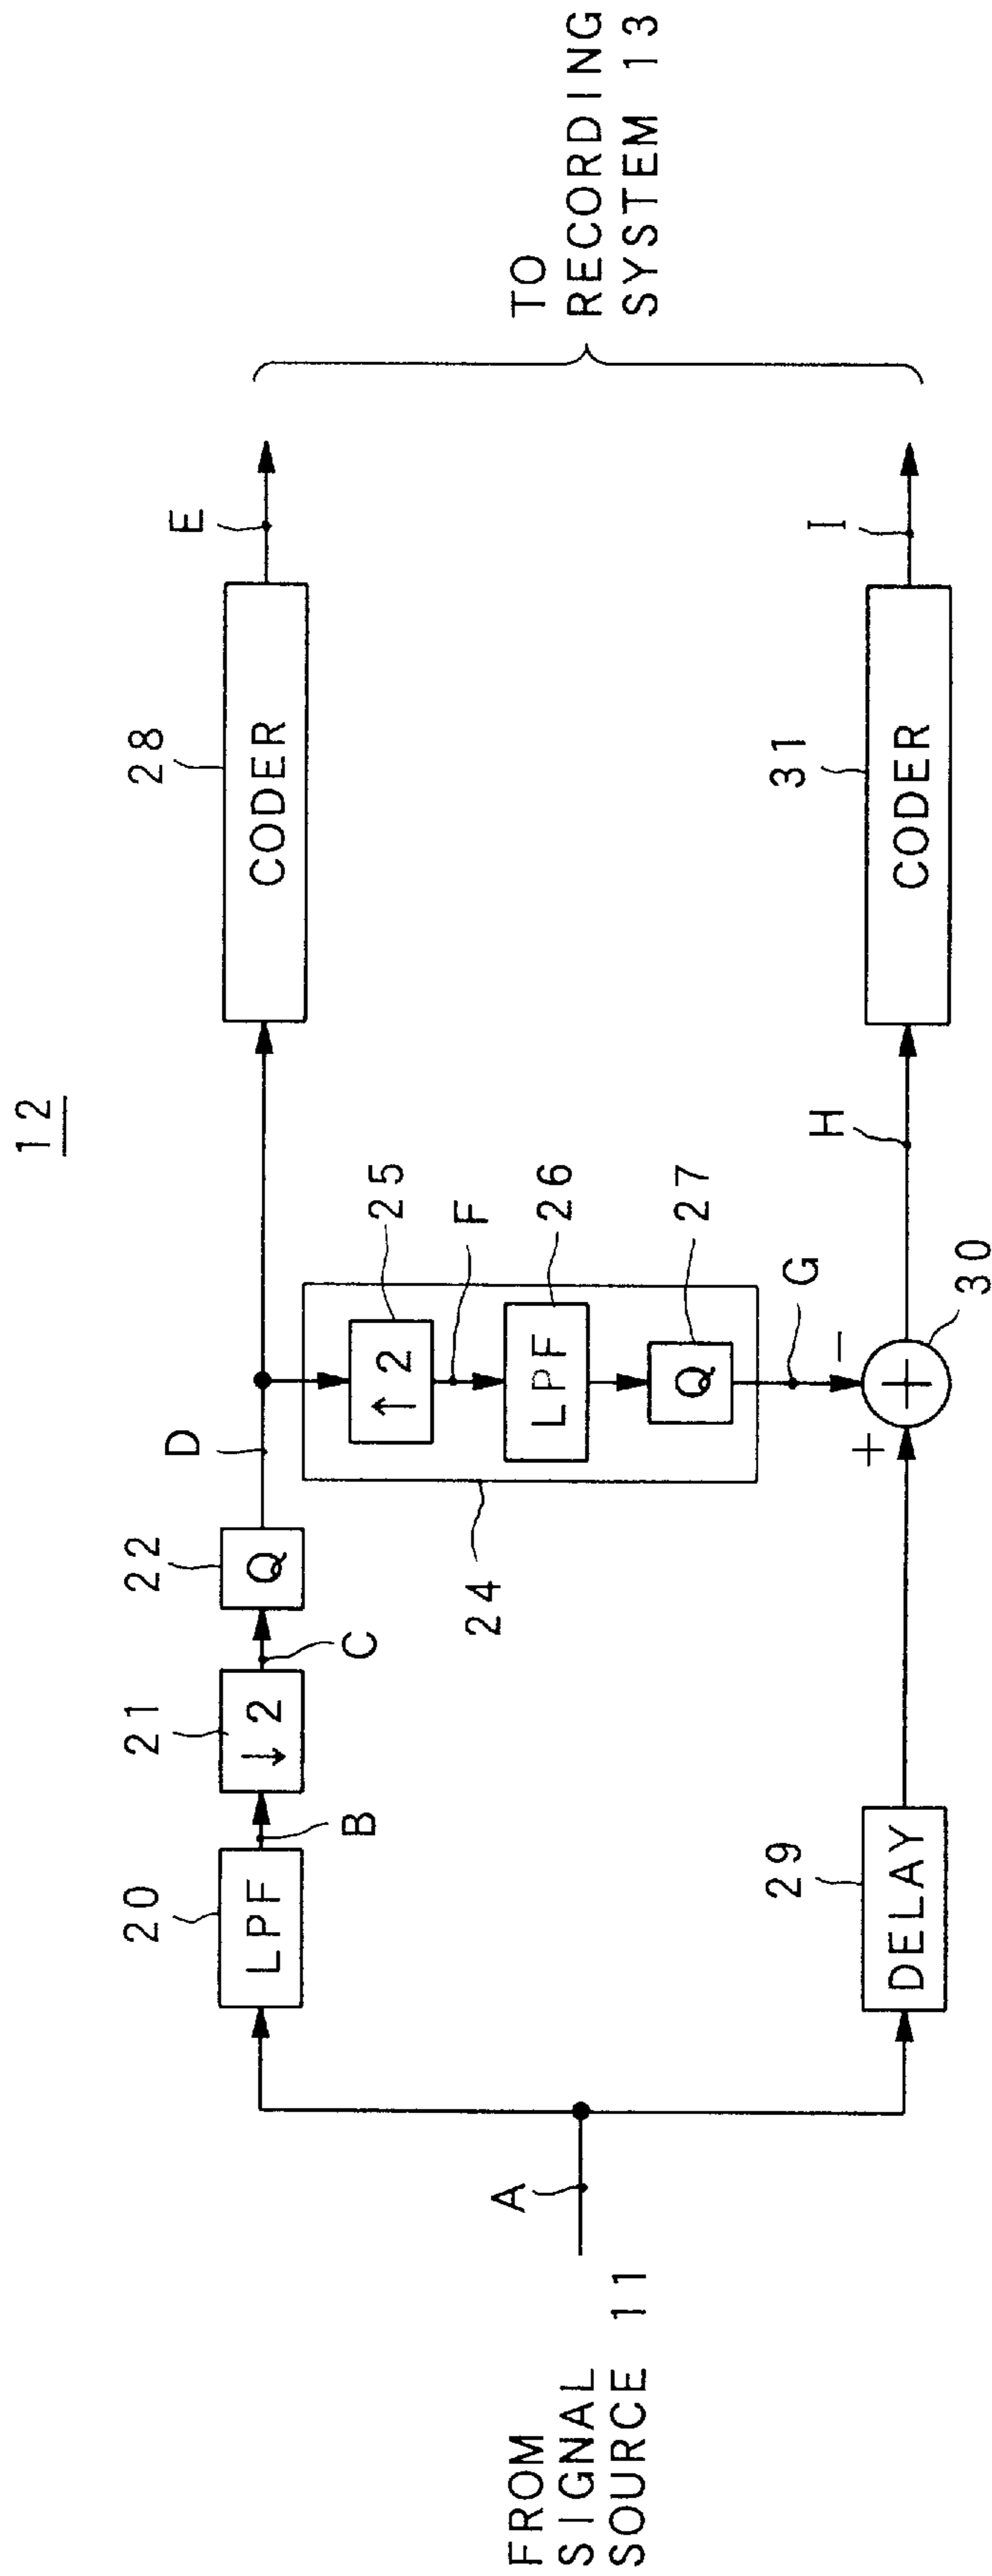 12
FROM
SIGNAL
SOURCE 11
A
20
LPF
B
21
↓2
C
22
Q
D
24
25
↑2
F
26
LPF
27
Q
G
28
CODER
E
29
DELAY
+
−
+
30
H
31
CODER
I
TO
RECORDING
SYSTEM 13